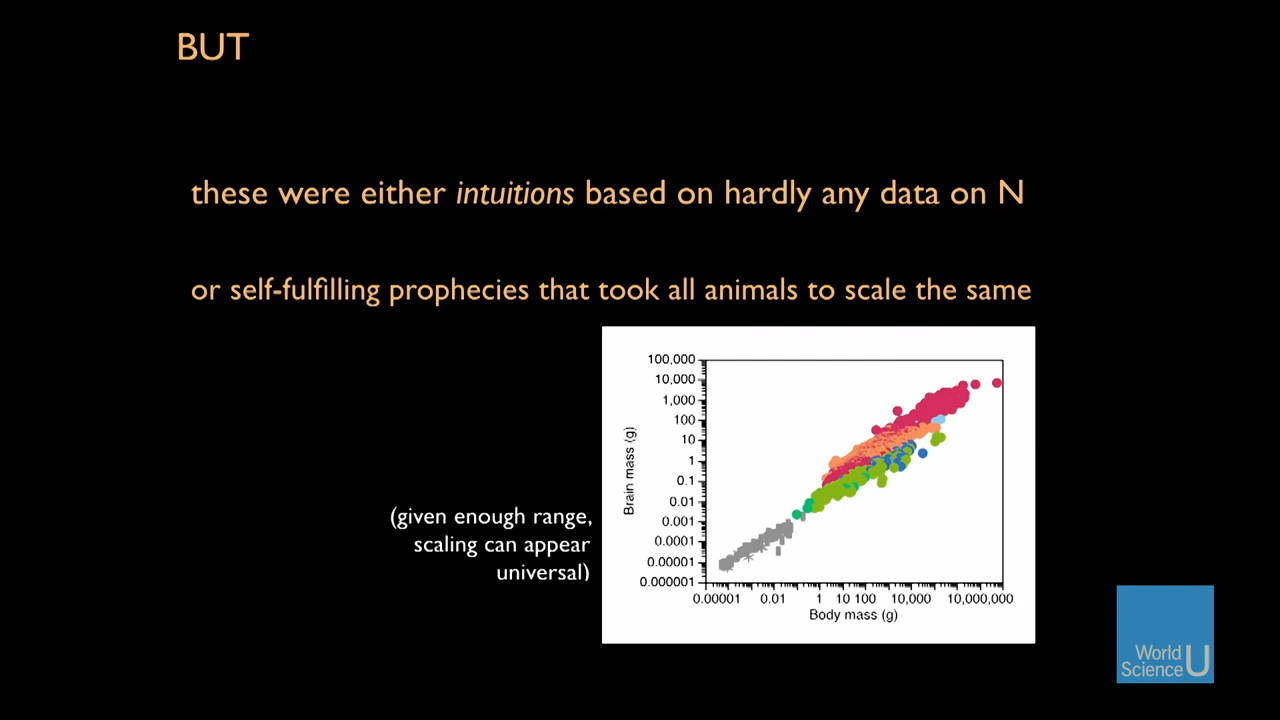 BUT
these were either intuitions based on hardly any data on N
or self-fulfilling prophecies that took all animals to scale the same
(given enough range,
scaling can appear
universal)
Brain mass (g)
100,000
10,000
1,000
100
10
1
0.1
0.01
0.001
0.0001
0.00001
0.000001
0.00001 0.01 1 10 100 10,000 10,000,000
Body mass (g)
World
Science U